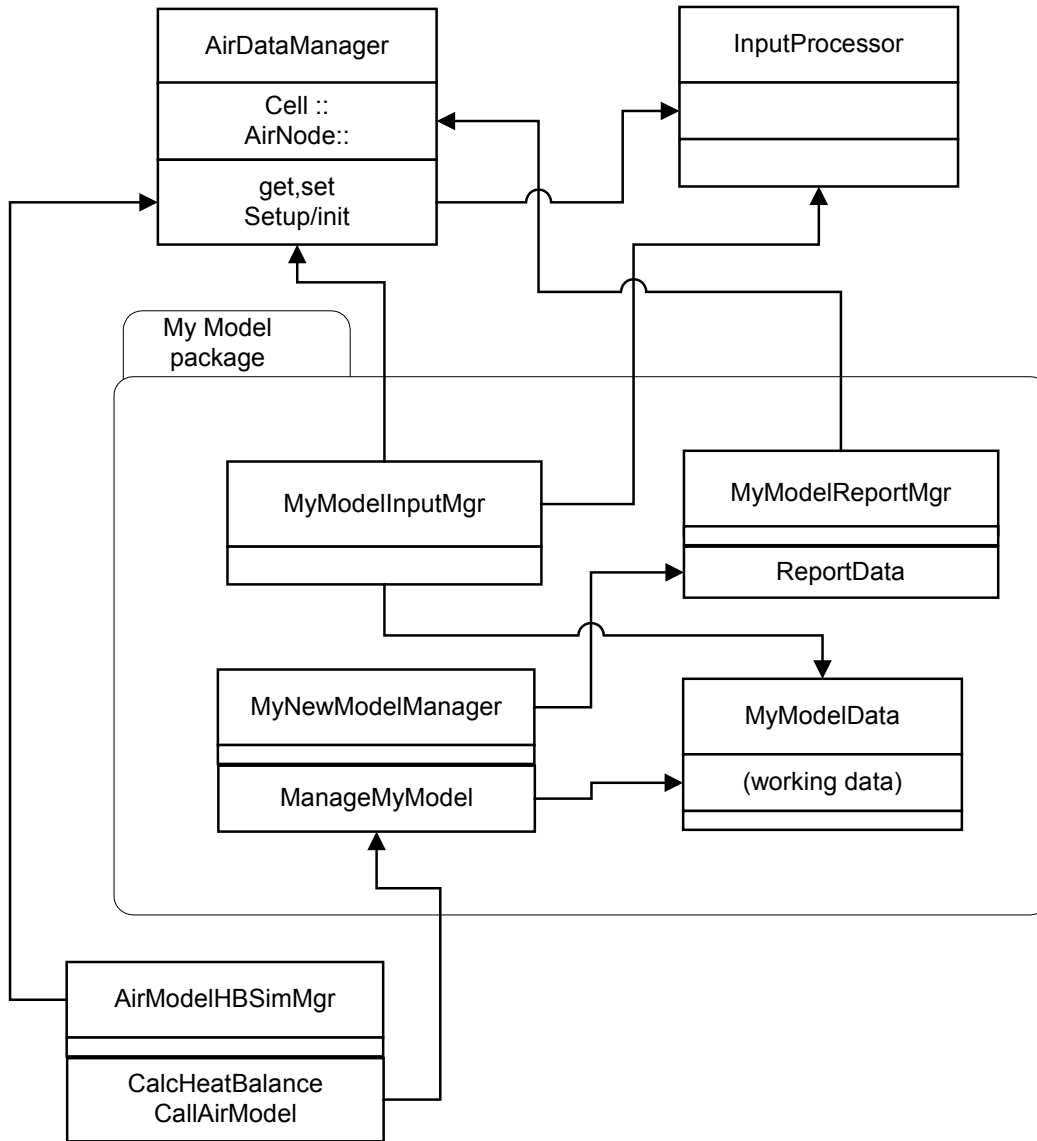 AirDataManager
Cell ::
AirNode::
get,set
Setup/init
InputProcessor
My Model
package
MyModelInputMgr
MyModelReportMgr
ReportData
MyNewModelManager
ManageMyModel
MyModelData
(working data)
AirModelHBSimMgr
CalcHeatBalance
CallAirModel